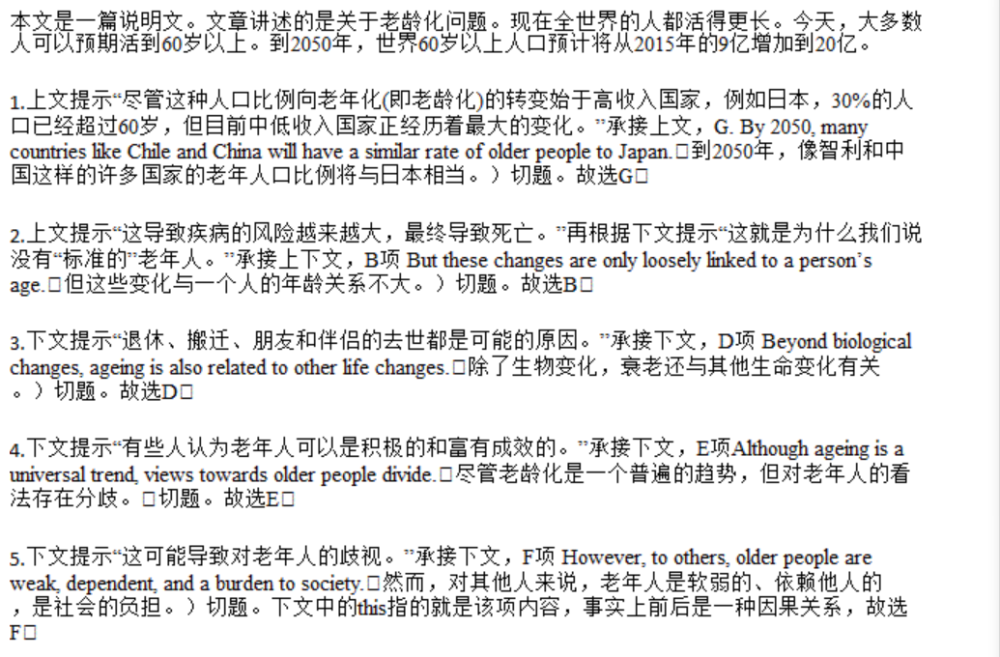 本文是一篇说明文。文章讲述的是关于老龄化问题。现在全世界的人都活得更长。今天，大多数
人可以预期活到60岁以上。到2050年，世界60岁以上人口预计将从2015年的9亿增加到20亿。
1.上文提示“尽管这种人口比例向老年化(即老龄化)的转变始于高收入国家，例如日本，30%的人
口已经超过60岁，但目前中低收入国家正经历着最大的变化。”承接上文，G. By 2050, many
countries like Chile and China will have a similar rate of older people to Japan.□到2050年，像智利和中
国这样的许多国家的老年人口比例将与日本相当。）切题。故选G□
2.上文提示“这导致疾病的风险越来越大，最终导致死亡。”再根据下文提示“这就是为什么我们说
没有“标准的”老年人。”承接上下文，B项 But these changes are only loosely linked to a person’s
age.□但这些变化与一个人的年龄关系不大。）切题。故选B□
3.下文提示“退休、搬迁、朋友和伴侣的去世都是可能的原因。”承接下文，D项 Beyond biological
changes, ageing is also related to other life changes.□除了生物变化，衰老还与其他生命变化有关
。）切题。故选D□
4.下文提示“有些人认为老年人可以是积极的和富有成效的。”承接下文，E项Although ageing is a
universal trend, views towards older people divide.□尽管老龄化是一个普遍的趋势，但对老年人的看
法存在分歧。□切题。故选E□
5.下文提示“这可能导致对老年人的歧视。”承接下文，F项 However, to others, older people are
weak, dependent, and a burden to society.□然而，对其他人来说，老年人是软弱的、依赖他人的
，是社会的负担。）切题。下文中的this指的就是该项内容，事实上前后是一种因果关系，故选
F□